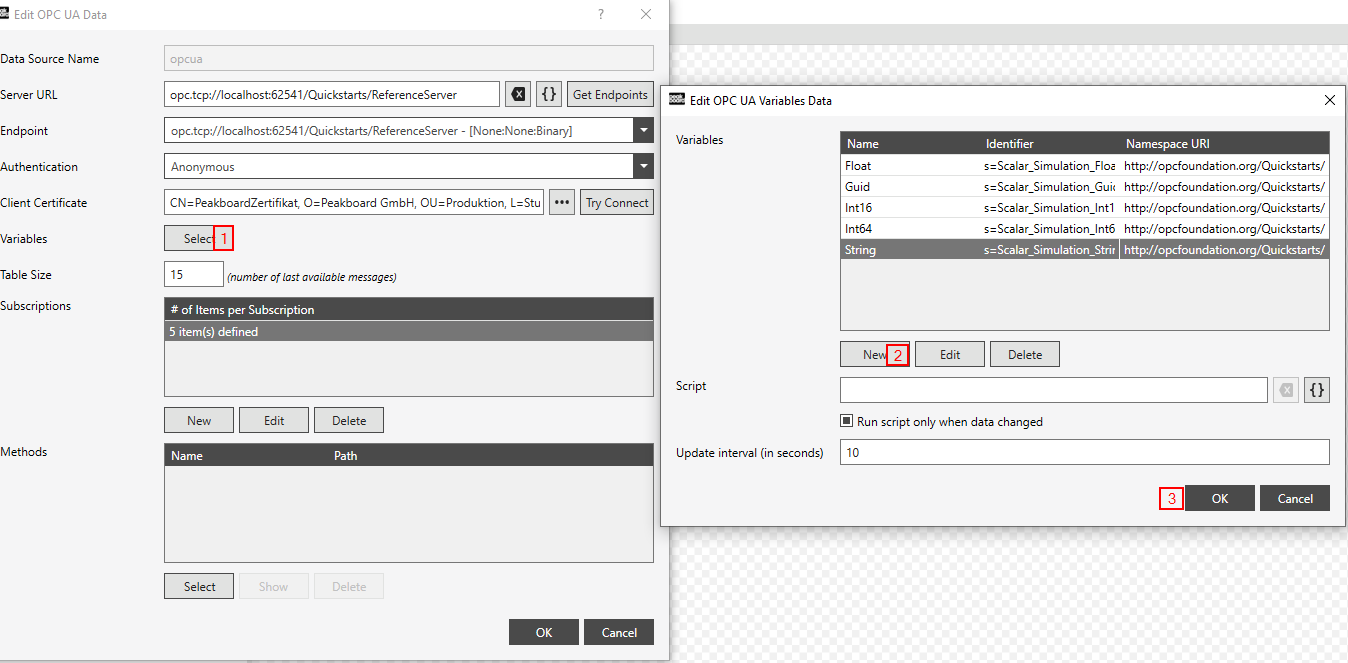 Edit OPC UA Data
?
Data Source Name
opcua
Server URL
opc.tcp://localhost:62541/Quickstarts/ReferenceServer
{}
Get Endpoints
Endpoint
opc.tcp://localhost:62541/Quickstarts/ReferenceServer - [None:None:Binary]
Authentication
Anonymous
Client Certificate
CN=PeakboardZertifikat, O=Peakboard GmbH, OU=Produktion, L=Stu
•••
Try Connect
Variables
Select
1
Table Size
15
(number of last available messages)
Subscriptions
# of Items per Subscription
5 item(s) defined
New
Edit
Delete
Methods
Name Path
Select
Show
Delete
OK
Cancel
Edit OPC UA Variables Data
Variables
Name Identifier Namespace URI
Float s=Scalar_Simulation_Floa http://opcfoundation.org/Quickstarts/
Guid s=Scalar_Simulation_Guid http://opcfoundation.org/Quickstarts/
Int16 s=Scalar_Simulation_Int1 http://opcfoundation.org/Quickstarts/
Int64 s=Scalar_Simulation_Int6 http://opcfoundation.org/Quickstarts/
String s=Scalar_Simulation_Strin http://opcfoundation.org/Quickstarts/
New
2
Edit
Delete
Script
{}
Run script only when data changed
Update interval (in seconds)
10
3
OK
Cancel